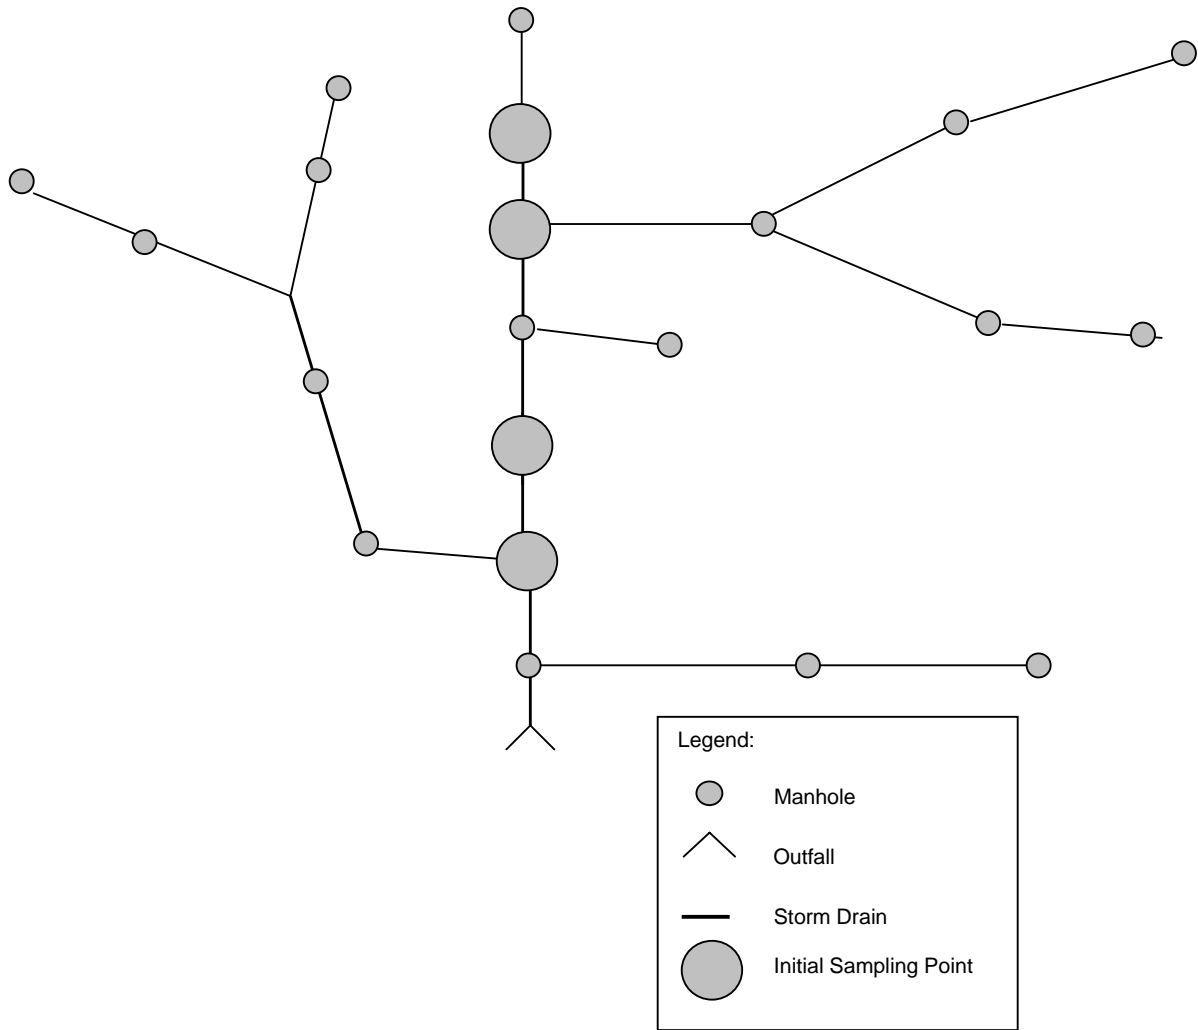 Legend:
Manhole
Outfall
Storm Drain
Initial Sampling Point